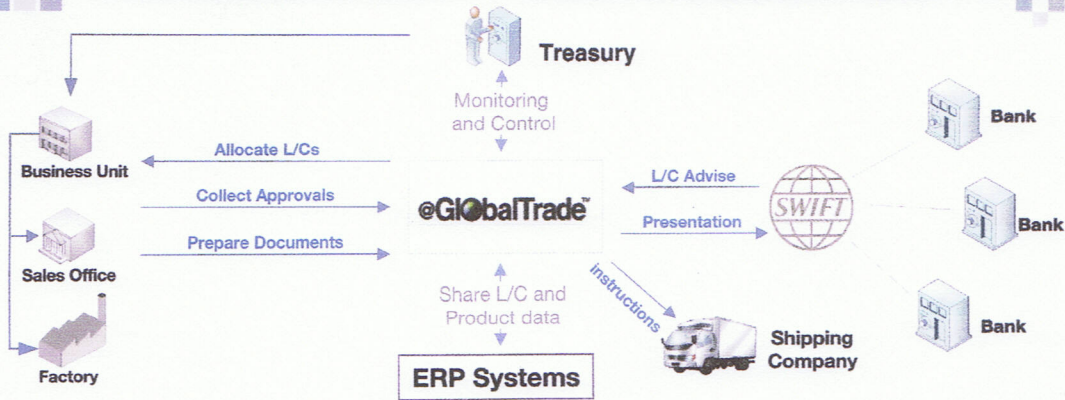 Treasury
Monitoring
and Control
Business Unit
Allocate L/Cs
Collect Approvals
Prepare Documents
Sales Office
Factory
@GlobalTrade™
L/C Advise
Presentation
SWIFT
Bank
Bank
Bank
Share L/C and
Product data
instructions
Shipping
Company
ERP Systems